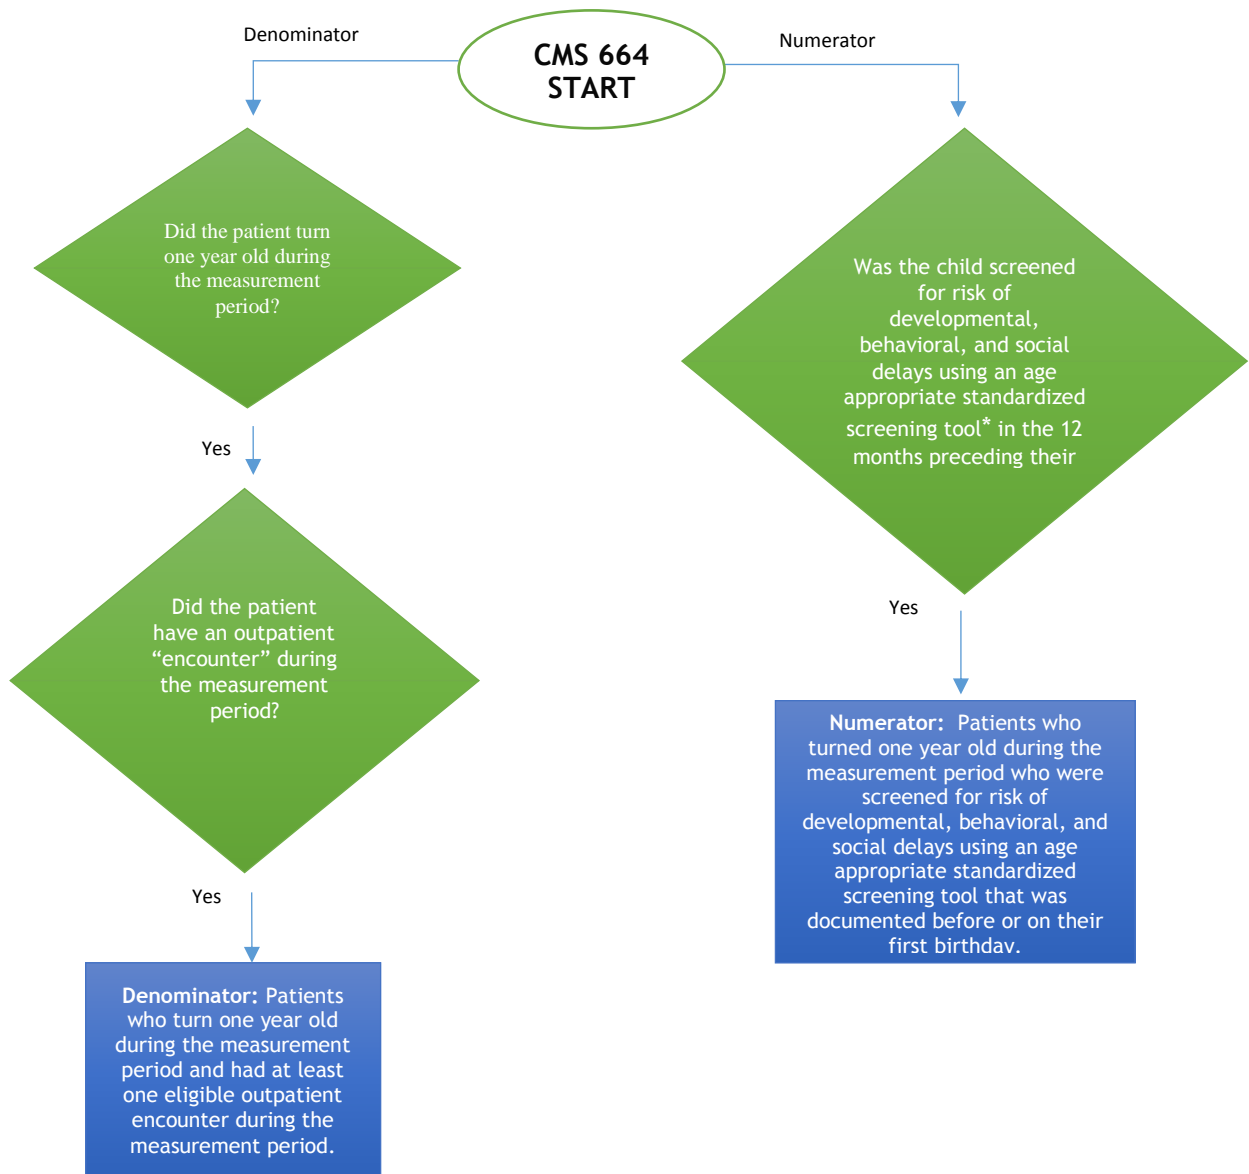 Denominator
CMS 664
START
Numerator
Did the patient turn
one year old during
the measurement
period?
Yes
Did the patient
have an outpatient
“encounter” during
the measurement
period?
Yes
Denominator: Patients
who turn one year old
during the measurement
period and had at least
one eligible outpatient
encounter during the
measurement period.
Was the child screened
for risk of
developmental,
behavioral, and social
delays using an age
appropriate standardized
screening tool* in the 12
months preceding their
Yes
Numerator: Patients who
turned one year old during the
measurement period who were
screened for risk of
developmental, behavioral, and
social delays using an age
appropriate standardized
screening tool that was
documented before or on their
first birthday.